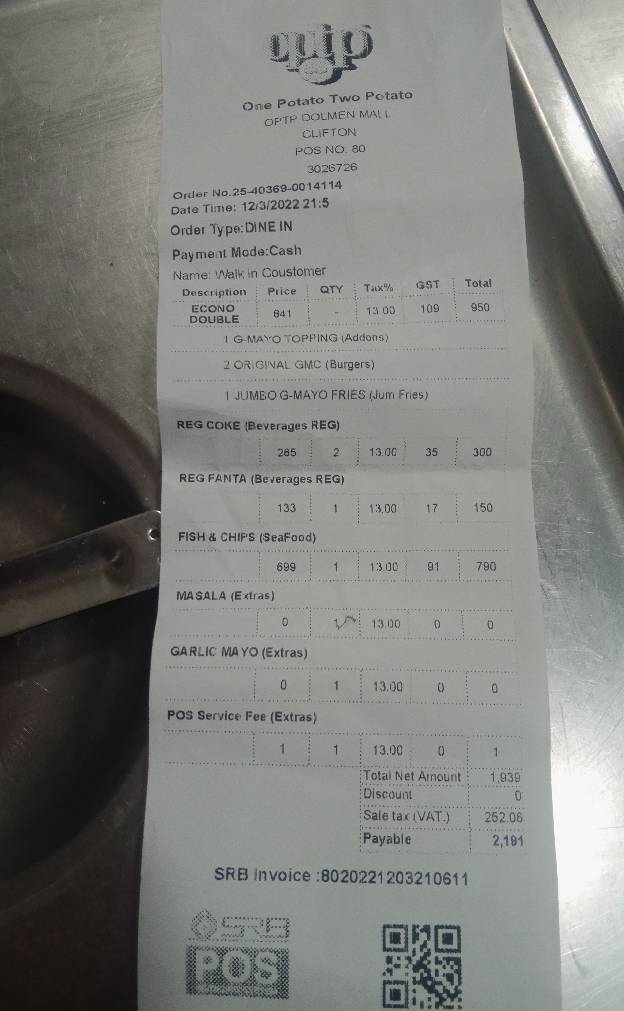 optp
One Potato Two Potato
OPTP DOLMEN MALL
CLIFTON
POS NO. 80
3026726
Order No.25-40369-0014114
Date Time: 12/3/2022 21:5
Order Type:DINE IN
Payment Mode:Cash
Name: Walk in Coustomer
Description Price QTY Tax% GST Total
ECONO DOUBLE 841 - 13.00 109 950
1 G-MAYO TOPPING (Addons)
2 ORIGINAL GMC (Burgers)
1 JUMBO G-MAYO FRIES (Jum Fries)
REG COKE (Beverages REG)
265 2 13.00 35 300
REG FANTA (Beverages REG)
133 1 13.00 17 150
FISH & CHIPS (SeaFood)
699 1 13.00 91 790
MASALA (Extras)
0 1 13.00 0 0
GARLIC MAYO (Extras)
0 1 13.00 0 0
POS Service Fee (Extras)
1 1 13.00 0 1
Total Net Amount 1,939
Discount 0
Sale tax (VAT.) 252.06
Payable 2,191
SRB Invoice :8020221203210611
SRB
POS